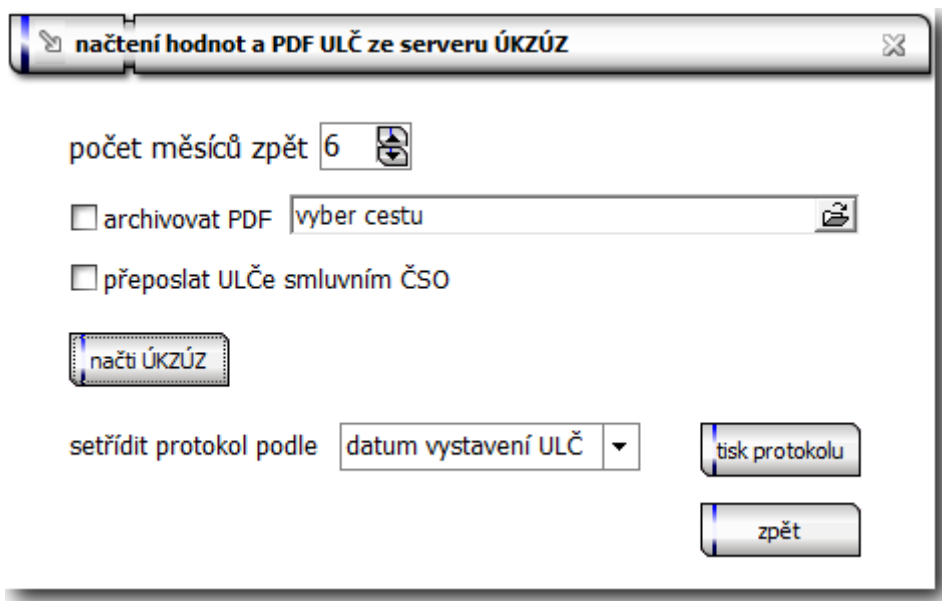 načtení hodnot a PDF ULČ ze serveru ÚKZÚZ
počet měsíců zpět 6
archivovat PDF vyber cestu
přeposlat ULČe smluvním ČSO
načti ÚKZÚZ
setřídit protokol podle datum vystavení ULČ tisk protokolu
zpět